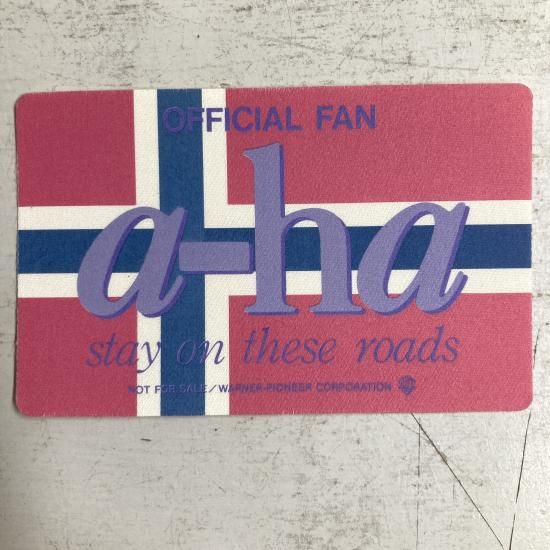 OFFICIAL FAN
a-ha
stay on these roads
NOT FOR SALE/WARNER-PIONEER CORPORATION